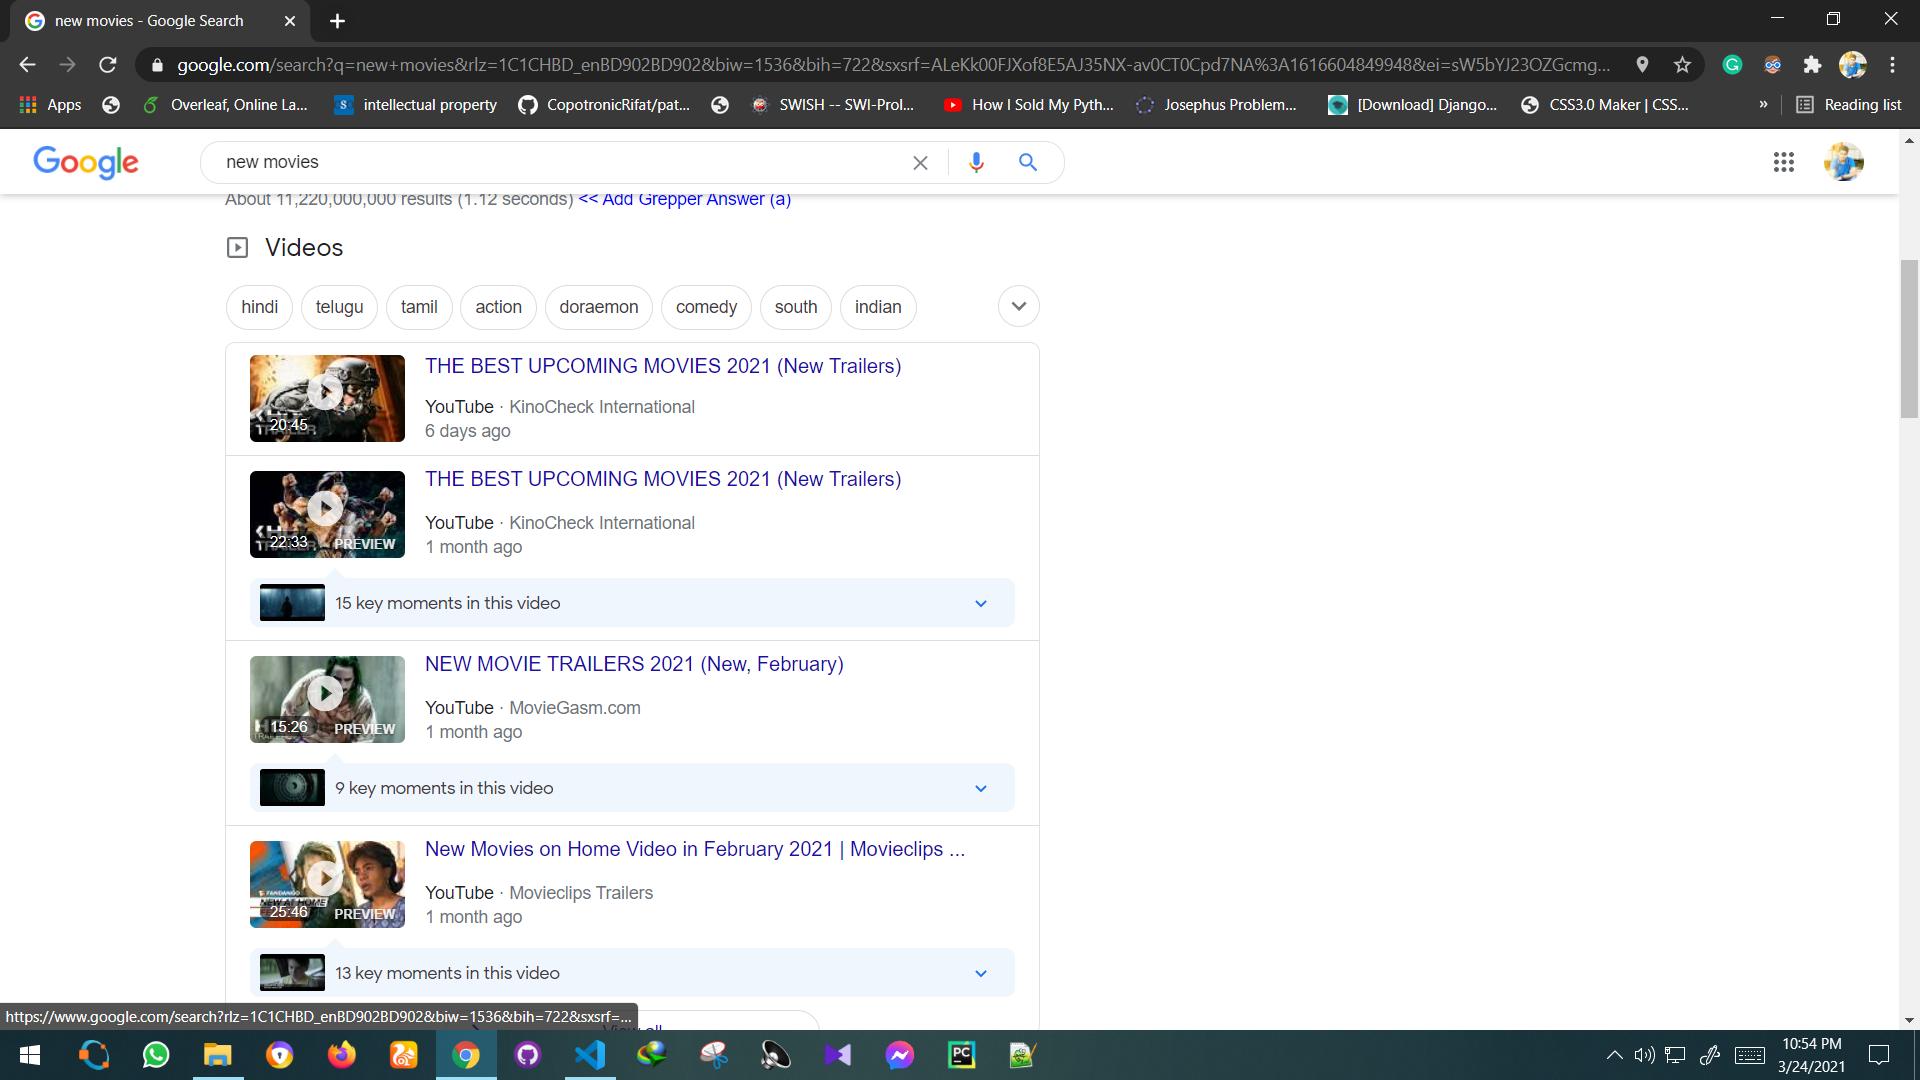 new movies - Google Search
google.com/search?q=new+movies&rlz=1C1CHBD_enBD902BD902&biw=1536&bih=722&sxsrf=ALeKk00FJXof8E5AJ35NX-av0CT0Cpd7NA%3A1616604849948&ei=sW5bYJ23OZGcmg...
Apps
Overleaf, Online La...
intellectual property
CopotronicRifat/pat...
SWISH -- SWI-Prol...
How I Sold My Pyth...
Josephus Problem...
[Download] Django...
CSS3.0 Maker | CSS...
»
Reading list
Google
new movies
About 11,220,000,000 results (1.12 seconds) << Add Grepper Answer (a)
Videos
hindi
telugu
tamil
action
doraemon
comedy
south
indian
THE BEST UPCOMING MOVIES 2021 (New Trailers)
YouTube · KinoCheck International
6 days ago
20:45
TRAILER
THE BEST UPCOMING MOVIES 2021 (New Trailers)
YouTube · KinoCheck International
1 month ago
22:33
PREVIEW
15 key moments in this video
NEW MOVIE TRAILERS 2021 (New, February)
YouTube · MovieGasm.com
1 month ago
15:26
PREVIEW
9 key moments in this video
New Movies on Home Video in February 2021 | Movieclips ...
YouTube · Movieclips Trailers
1 month ago
FANDANGO
NEW AT HOME
25:46
PREVIEW
13 key moments in this video
View all
https://www.google.com/search?rlz=1C1CHBD_enBD902BD902&biw=1536&bih=722&sxsrf=...
10:54 PM
3/24/2021